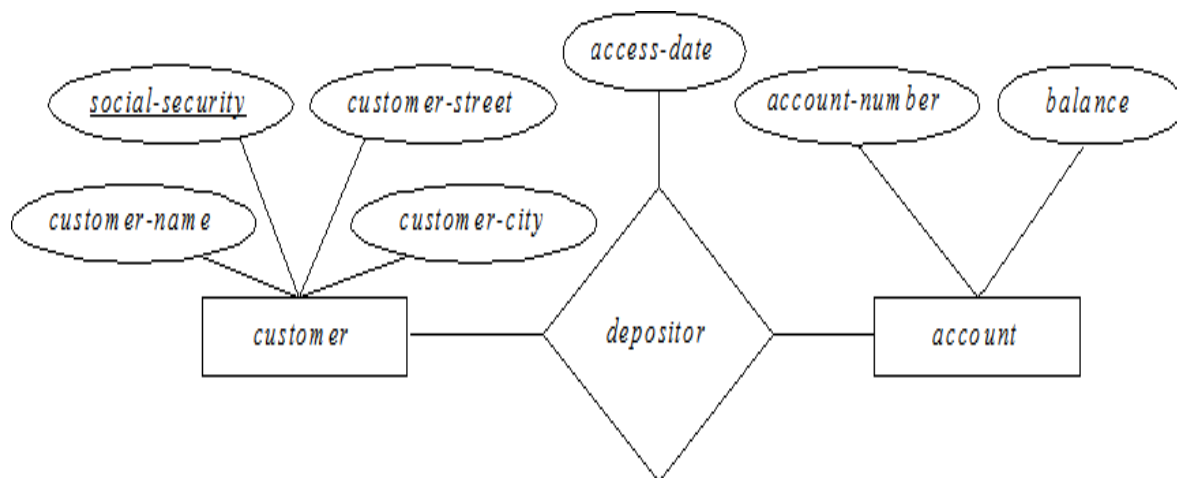 access-date
social-security
customer-street
account-number
balance
customer-name
customer-city
customer
depositor
account